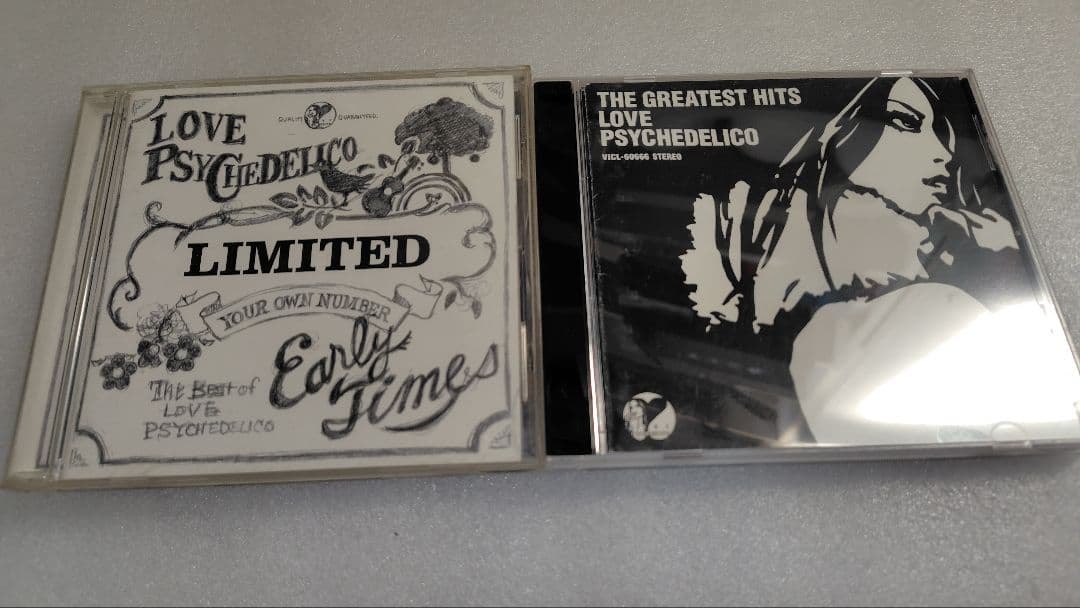 LOVE
PSYCHEDELICO
QUALITY GUARANTEED.
LIMITED
YOUR OWN NUMBER
Early
Times
The Best of
LOVE
PSYCHEDELICO
THE GREATEST HITS
LOVE
PSYCHEDELICO
VICL-60666 STEREO